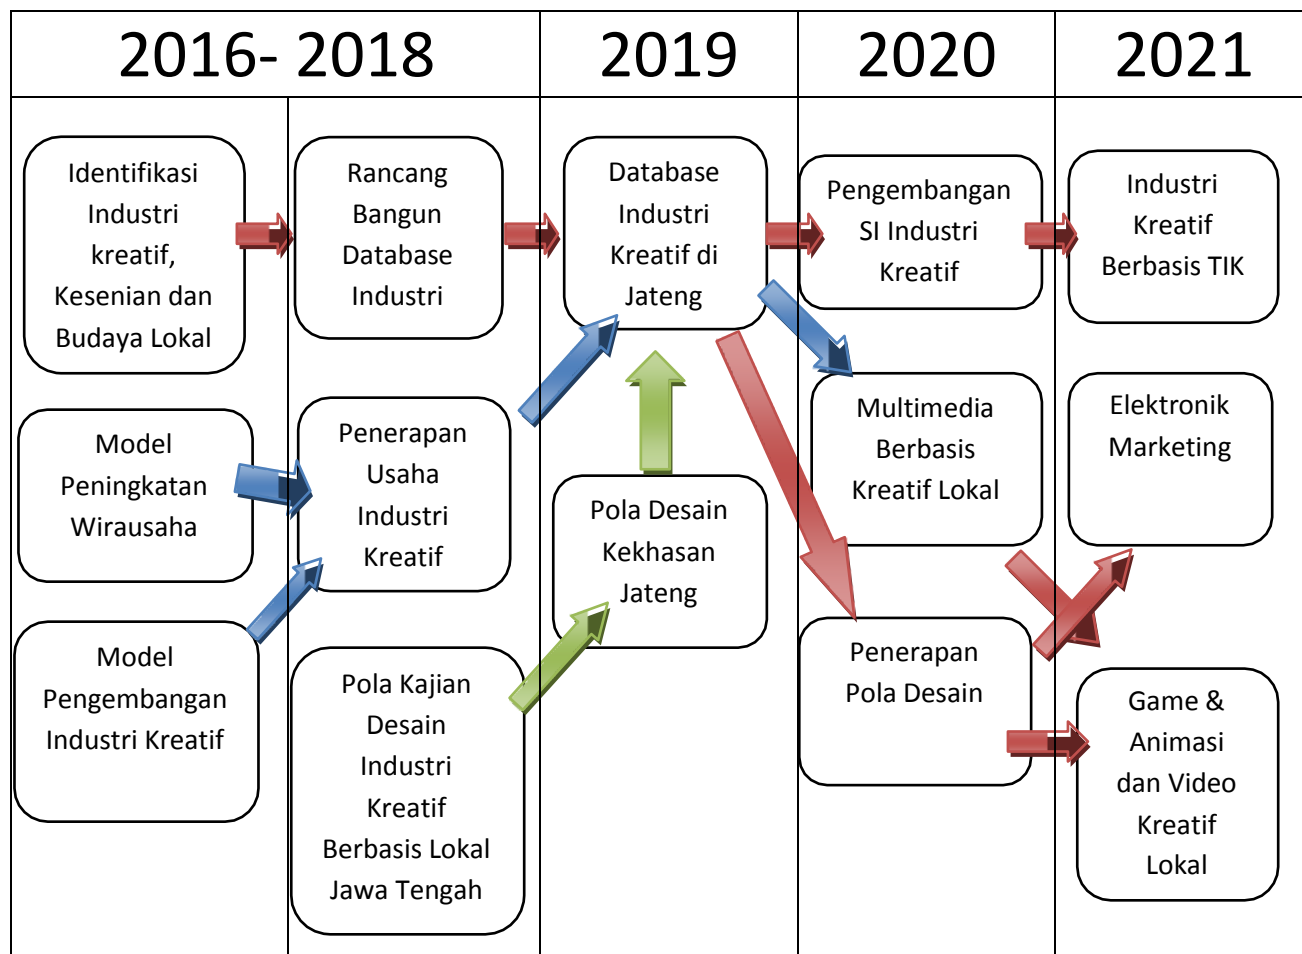 2016- 2018
2019
2020
2021
Identifikasi
Industri
kreatif,
Kesenian dan
Budaya Lokal
Model
Peningkatan
Wirausaha
Model
Pengembangan
Industri Kreatif
Rancang
Bangun
Database
Industri
Penerapan
Usaha
Industri
Kreatif
Pola Kajian
Desain
Industri
Kreatif
Berbasis Lokal
Jawa Tengah
Database
Industri
Kreatif di
Jateng
Pola Desain
Kekhasan
Jateng
Pengembangan
SI Industri
Kreatif
Multimedia
Berbasis
Kreatif Lokal
Penerapan
Pola Desain
Industri
Kreatif
Berbasis TIK
Elektronik
Marketing
Game &
Animasi
dan Video
Kreatif
Lokal